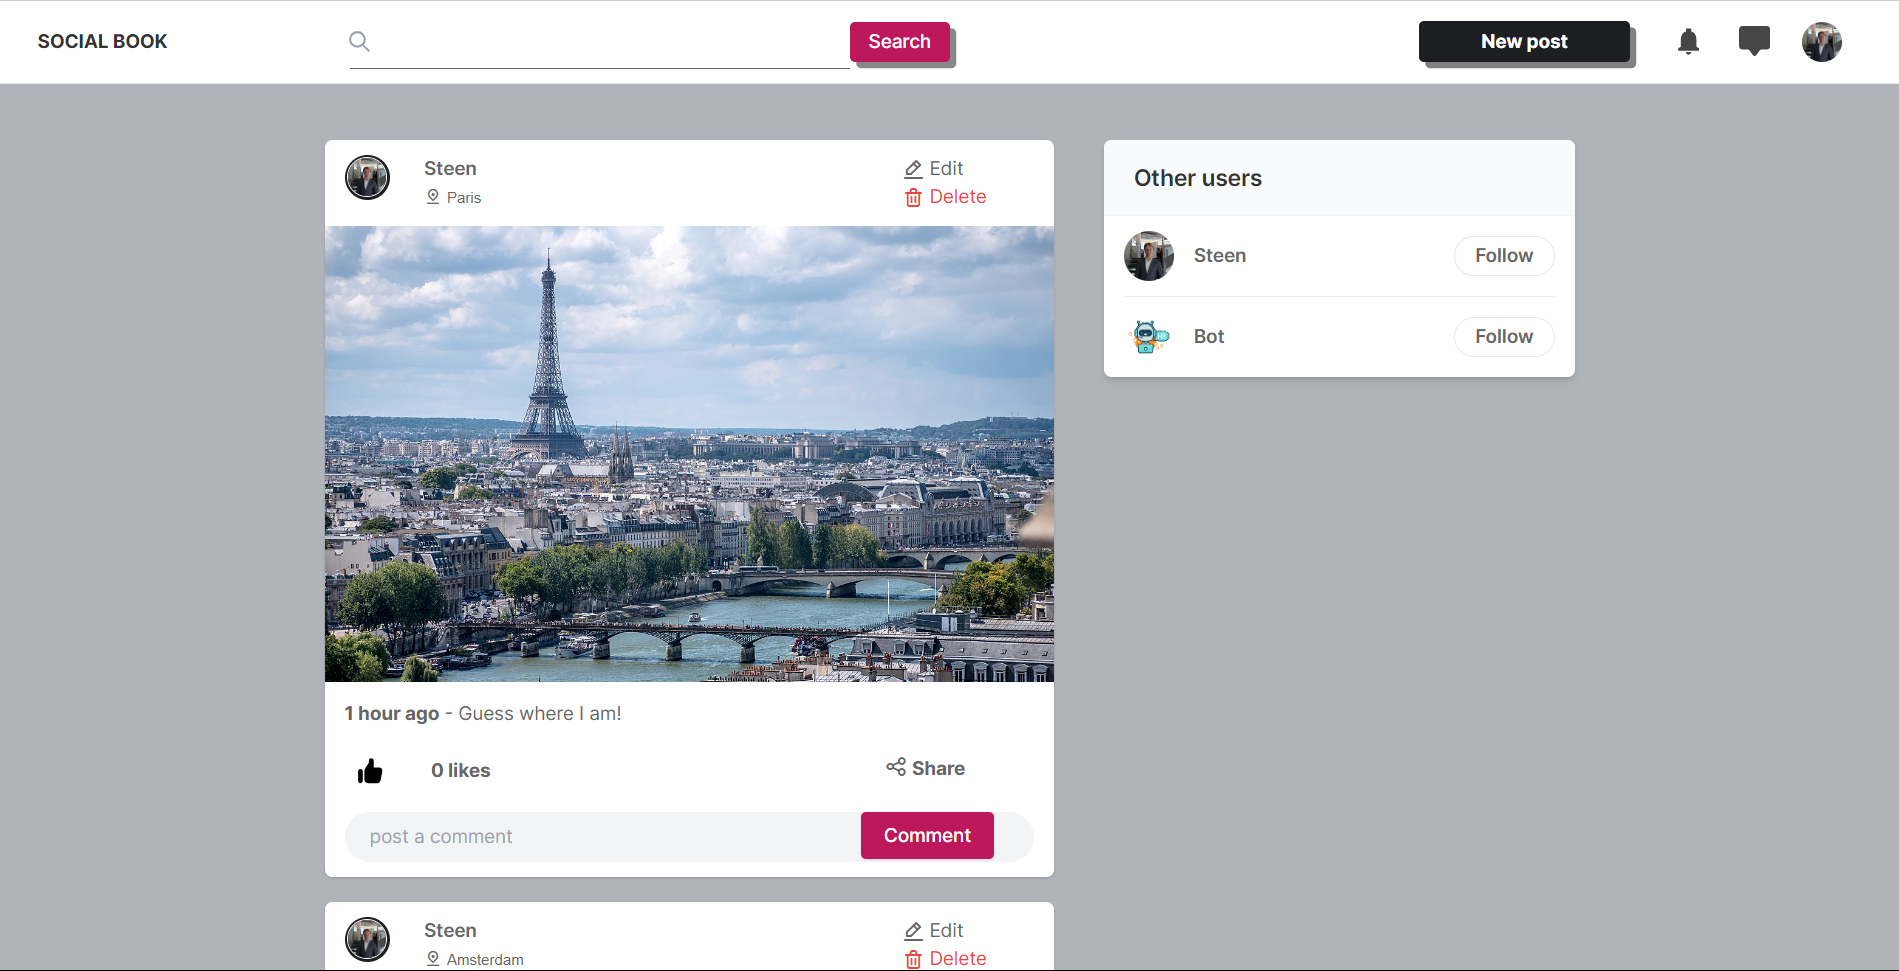 SOCIAL BOOK
Search
New post
Steen
Edit
Paris
Delete
Other users
Steen
Follow
Bot
Follow
1 hour ago - Guess where I am!
0 likes
Share
post a comment
Comment
Steen
Edit
Amsterdam
Delete